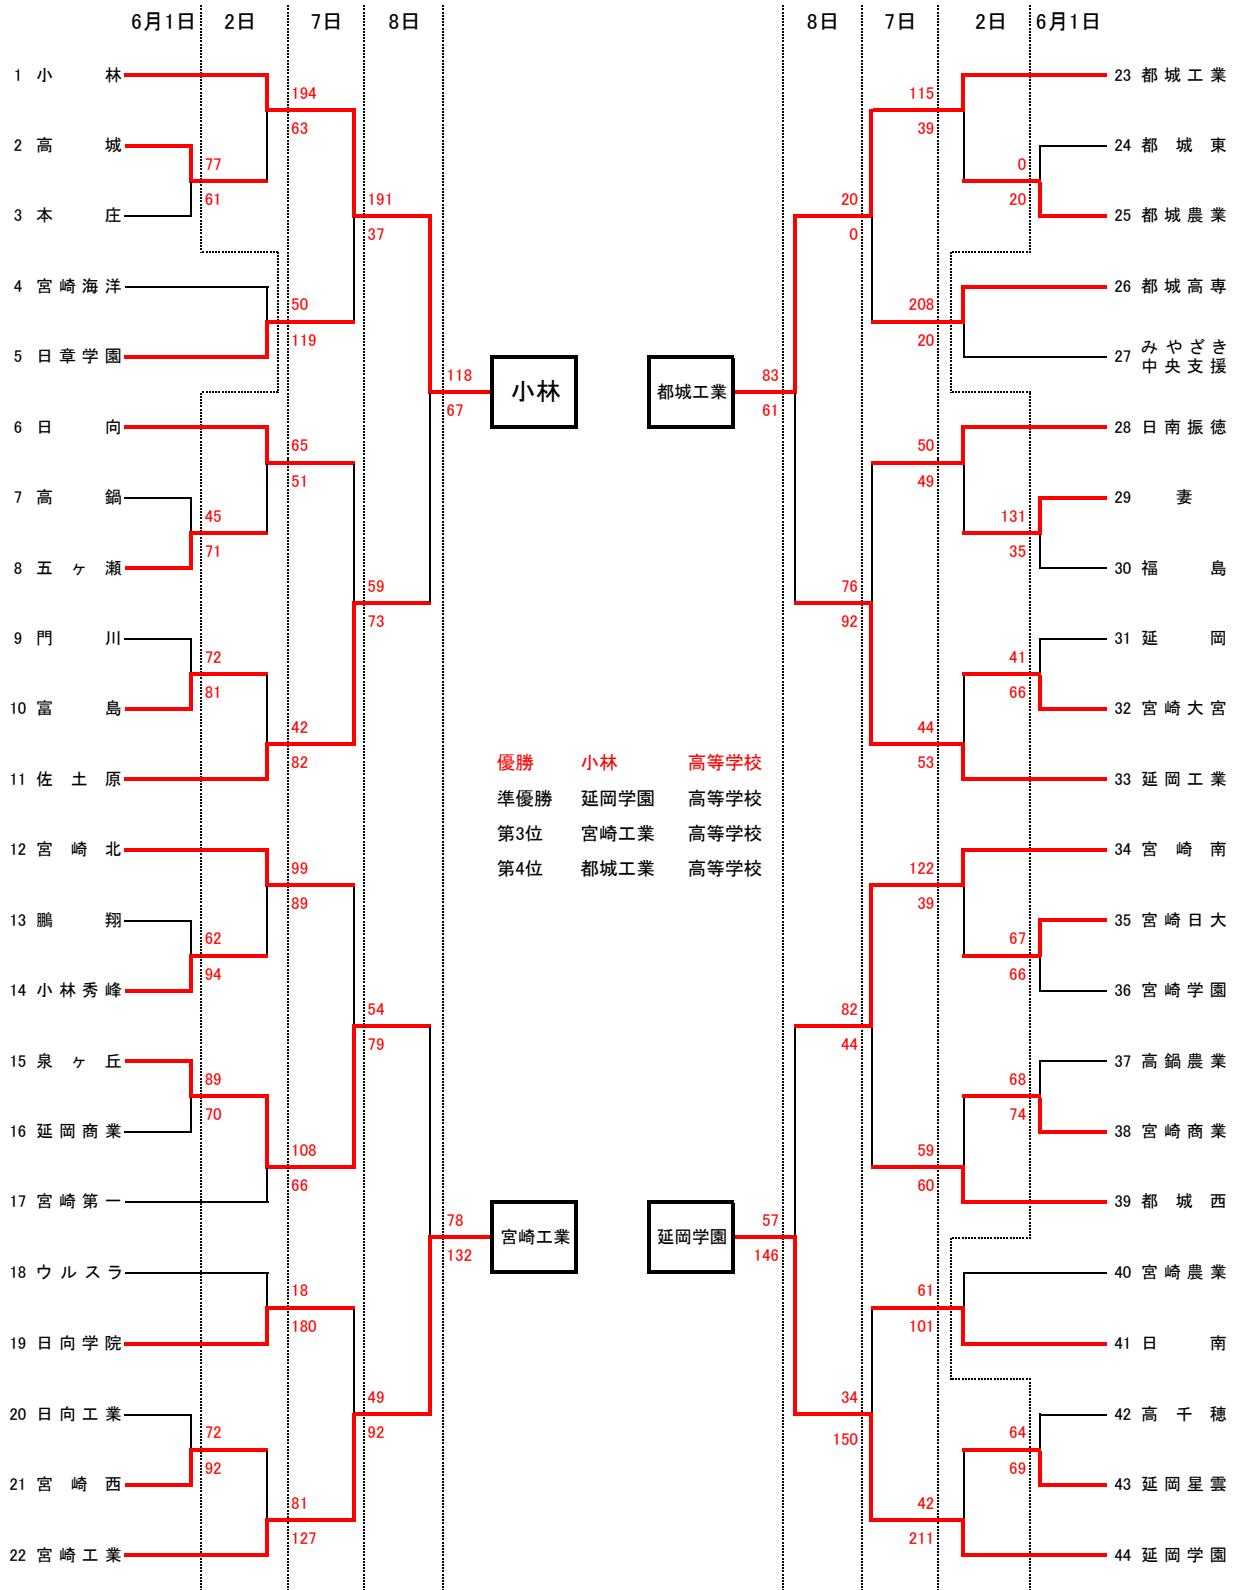 6月1日 2日 7日 8日 8日 7日 2日 6月1日
1 小林 23 都城工業
194 115
63 39
2 高城 24 都城東
77 0
61 20
3 本庄 191 20 25 都城農業
37 0
4 宮崎海洋 26 都城高専
50 208
119 20
5 日章学園 27 みやざき中央支援
118 小林 都城工業 83
67 61
6 日向 28 日南振徳
65 50
51 49
7 高鍋 29 妻
45 131
71 35
8 五ヶ瀬 30 福島
59 76
73 92
9 門川 31 延岡
72 41
81 66
10 富島 32 宮崎大宮
42 44
82 53
11 佐土原 33 延岡工業
優勝 小林 高等学校
準優勝 延岡学園 高等学校
第3位 宮崎工業 高等学校
第4位 都城工業 高等学校
12 宮崎北 34 宮崎南
99 122
89 39
13 鵬翔 35 宮崎日大
62 67
94 66
14 小林秀峰 36 宮崎学園
54 82
79 44
15 泉ヶ丘 37 高鍋農業
89 68
70 74
16 延岡商業 38 宮崎商業
108 59
66 60
17 宮崎第一 39 都城西
78 宮崎工業 延岡学園 57
132 146
18 ウルスラ 40 宮崎農業
18 61
180 101
19 日向学院 41 日南
49 34
92 150
20 日向工業 42 高千穂
72 64
92 69
21 宮崎西 43 延岡星雲
81 42
127 211
22 宮崎工業 44 延岡学園